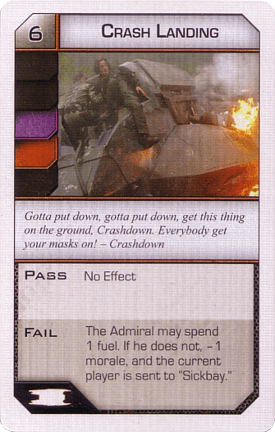 6
CRASH LANDING
Gotta put down, gotta put down, get this thing
on the ground, Crashdown. Everybody get
your masks on! – Crashdown
PASS No Effect
FAIL The Admiral may spend
1 fuel. If he does not, -1
morale, and the current
player is sent to “Sickbay.”